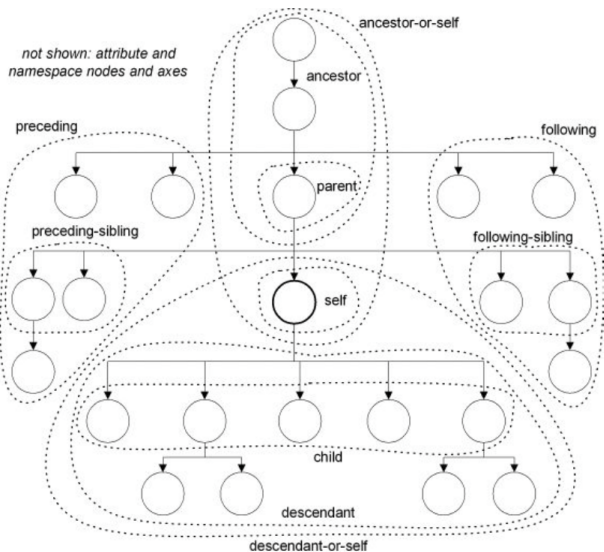 ancestor-or-self
not shown: attribute and
namespace nodes and axes
ancestor
preceding
following
parent
preceding-sibling
following-sibling
self
child
descendant
descendant-or-self